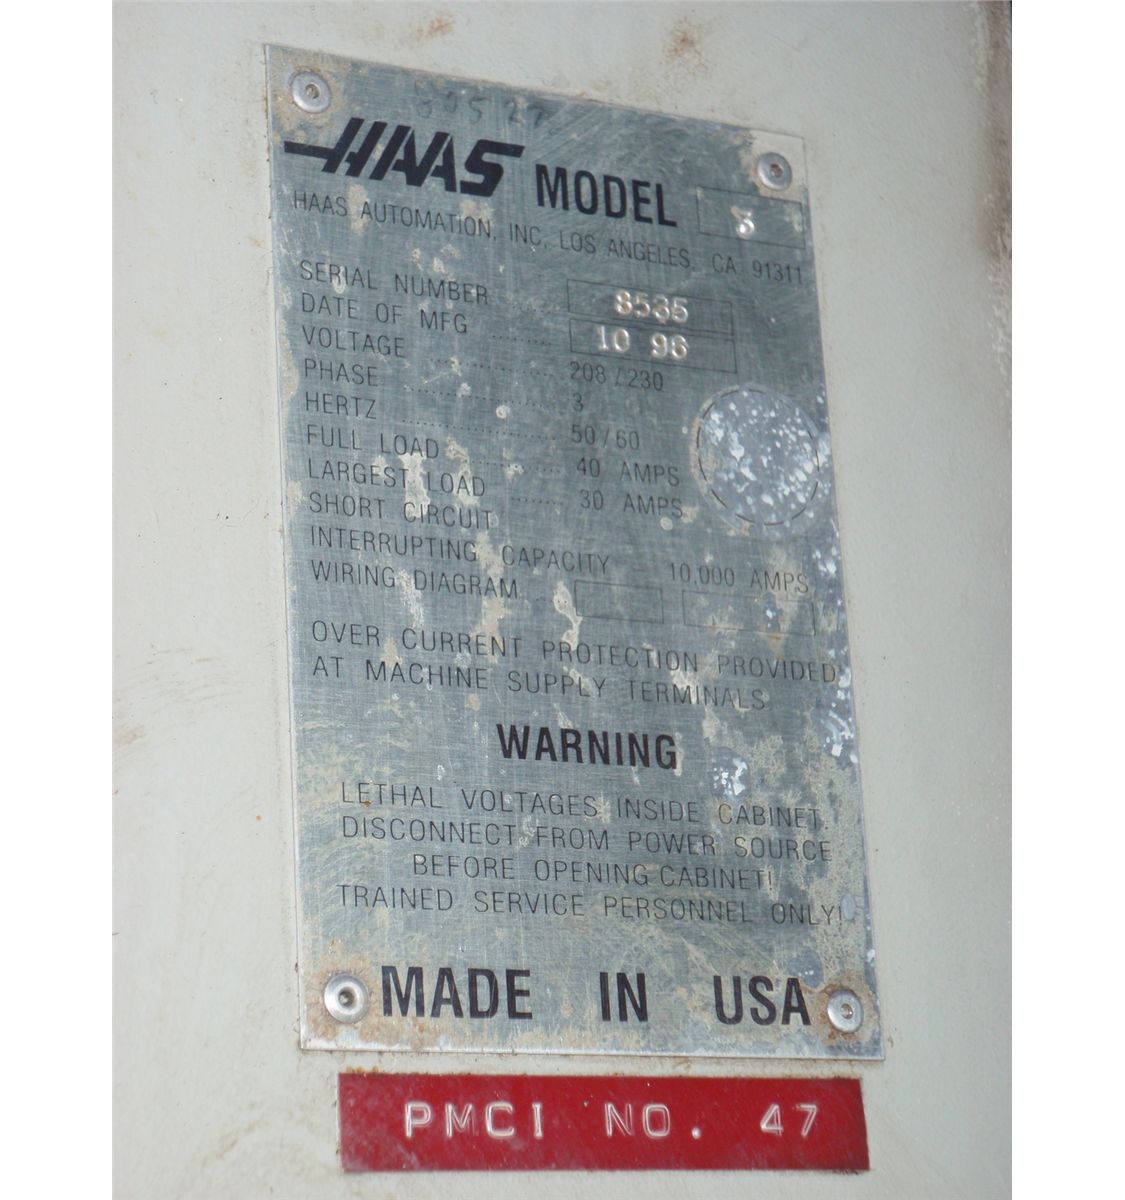 HAAS MODEL 3
HAAS AUTOMATION, INC. LOS ANGELES, CA 91311
SERIAL NUMBER 8535
DATE OF MFG ........ 10 96
VOLTAGE ........ 208/230
PHASE ........ 3
HERTZ ........ 50/60
FULL LOAD ........ 40 AMPS
LARGEST LOAD ........ 30 AMPS
SHORT CIRCUIT
INTERRUPTING CAPACITY 10,000 AMPS
WIRING DIAGRAM
OVER CURRENT PROTECTION PROVIDED
AT MACHINE SUPPLY TERMINALS.
WARNING
LETHAL VOLTAGES INSIDE CABINET.
DISCONNECT FROM POWER SOURCE
BEFORE OPENING CABINET!
TRAINED SERVICE PERSONNEL ONLY!
MADE IN USA
PMCI NO. 47